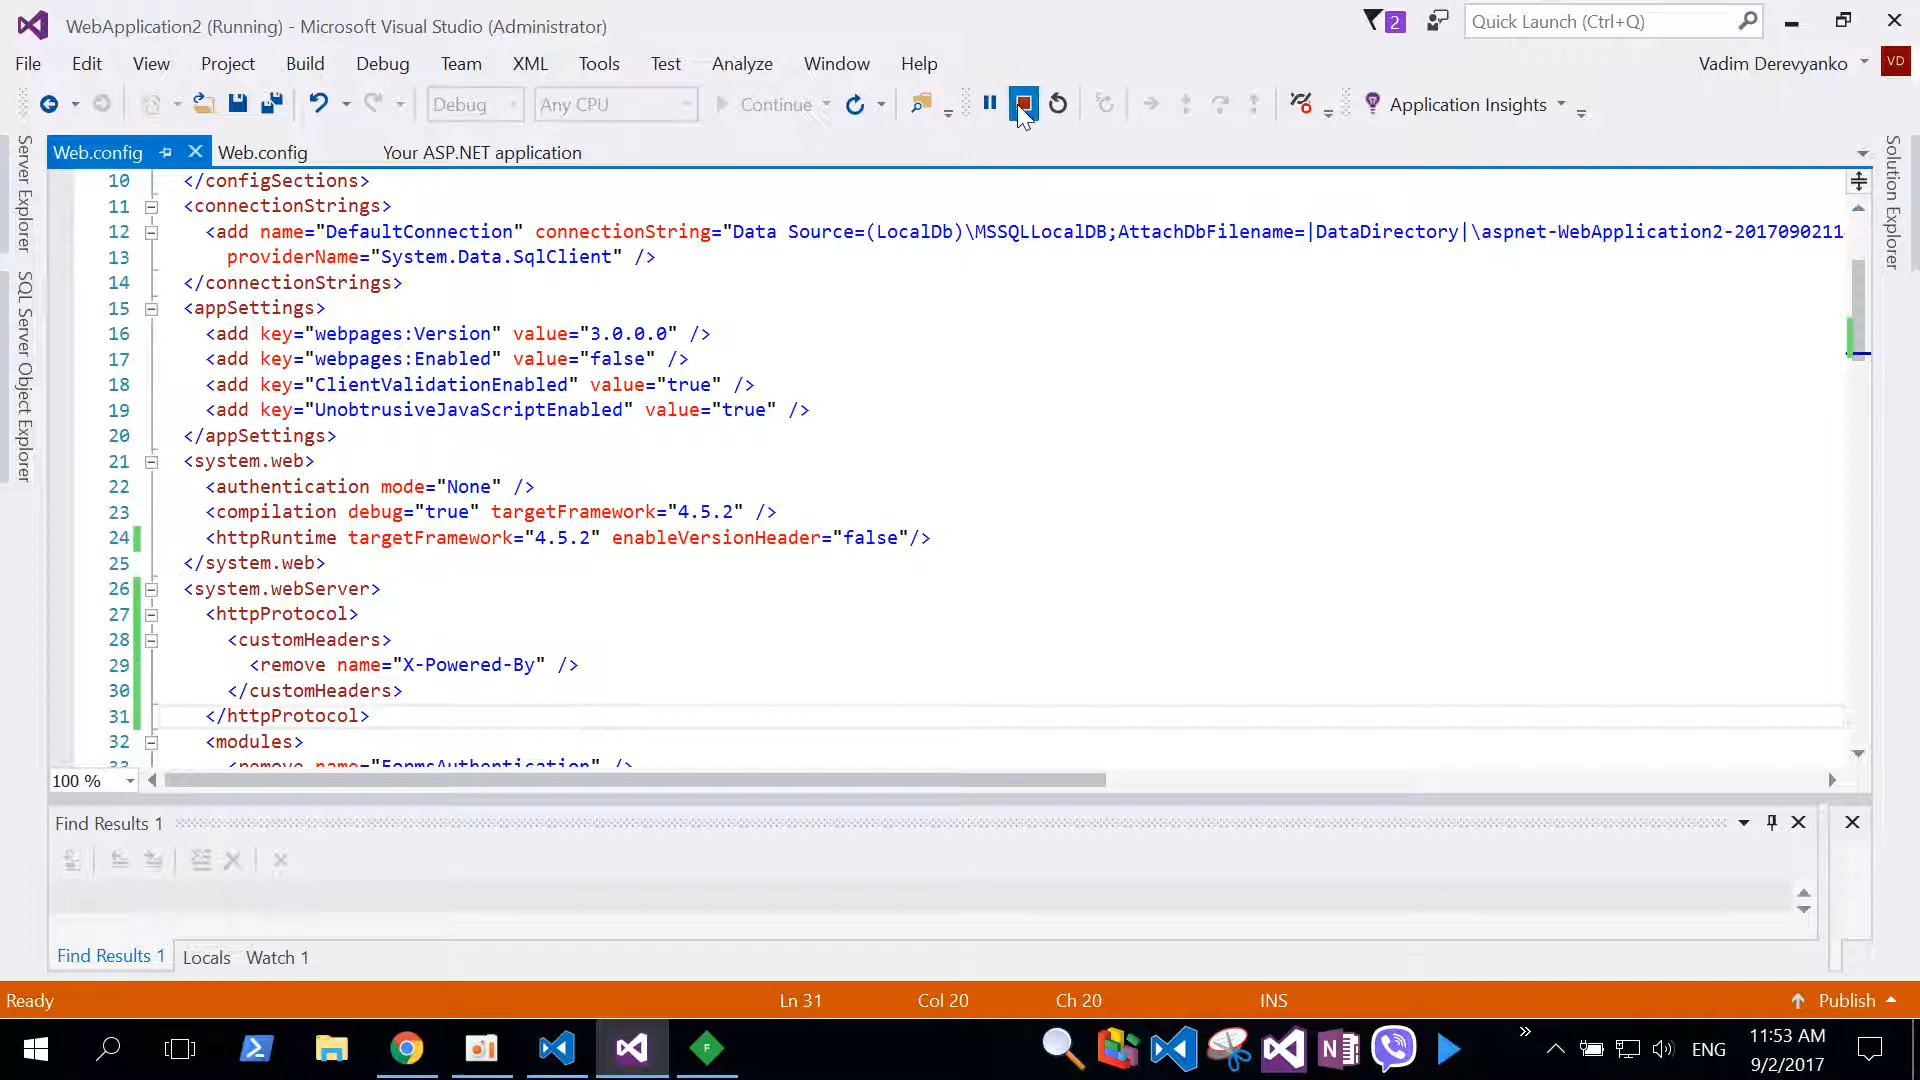 WebApplication2 (Running) - Microsoft Visual Studio (Administrator)
2
Quick Launch (Ctrl+Q)
File Edit View Project Build Debug Team XML Tools Test Analyze Window Help
Vadim Derevyanko
VD
Debug
Any CPU
Continue
Application Insights
Web.config
Web.config
Your ASP.NET application
Server Explorer
SQL Server Object Explorer
Solution Explorer
10 </configSections>
11 <connectionStrings>
12 <add name="DefaultConnection" connectionString="Data Source=(LocalDb)\MSSQLLocalDB;AttachDbFilename=|DataDirectory|\aspnet-WebApplication2-2017090211
13 providerName="System.Data.SqlClient" />
14 </connectionStrings>
15 <appSettings>
16 <add key="webpages:Version" value="3.0.0.0" />
17 <add key="webpages:Enabled" value="false" />
18 <add key="ClientValidationEnabled" value="true" />
19 <add key="UnobtrusiveJavaScriptEnabled" value="true" />
20 </appSettings>
21 <system.web>
22 <authentication mode="None" />
23 <compilation debug="true" targetFramework="4.5.2" />
24 <httpRuntime targetFramework="4.5.2" enableVersionHeader="false"/>
25 </system.web>
26 <system.webServer>
27 <httpProtocol>
28 <customHeaders>
29 <remove name="X-Powered-By" />
30 </customHeaders>
31 </httpProtocol>
32 <modules>
33 <remove name="FormsAuthentication" />
100 %
Find Results 1
Find Results 1
Locals
Watch 1
Ready
Ln 31
Col 20
Ch 20
INS
Publish
ENG
11:53 AM
9/2/2017